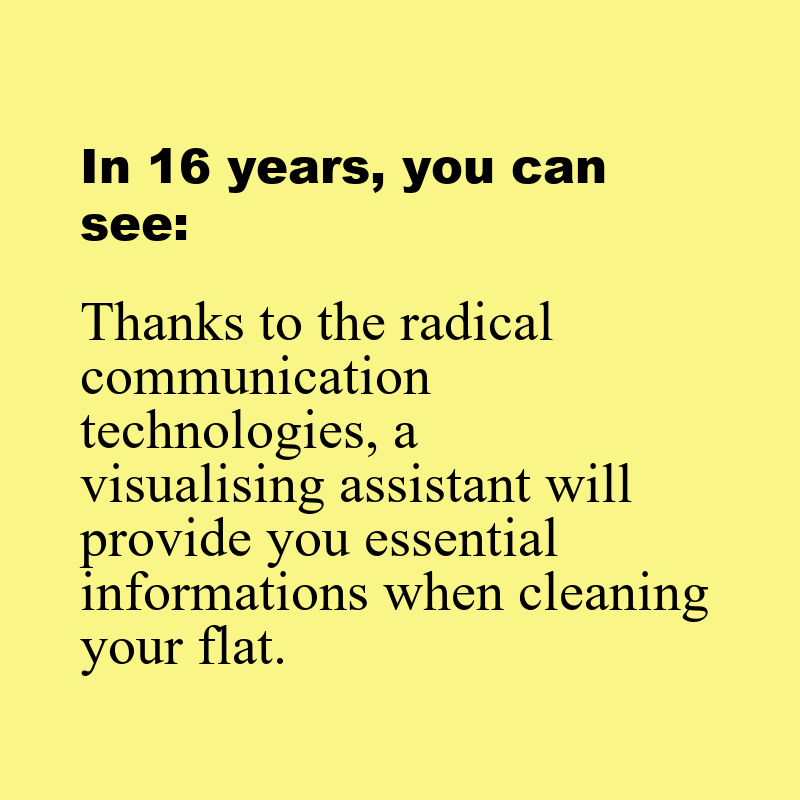 In 16 years, you can
see:
Thanks to the radical
communication
technologies, a
visualising assistant will
provide you essential
informations when cleaning
your flat.